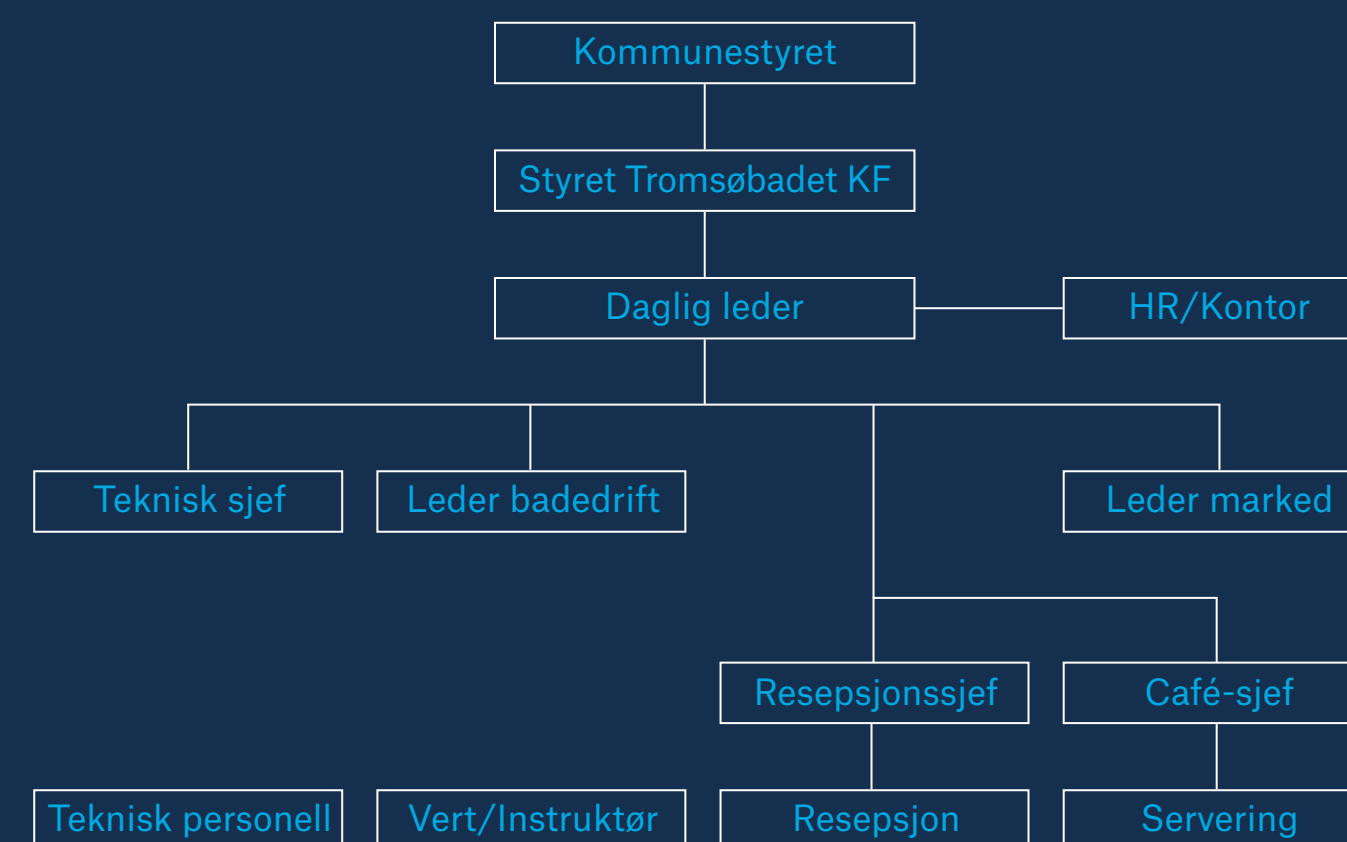 Kommunestyret
Styret Tromsøbadet KF
Daglig leder
HR/Kontor
Teknisk sjef
Leder badedrift
Leder marked
Resepsjonssjef
Café-sjef
Teknisk personell
Vert/Instruktør
Resepsjon
Servering